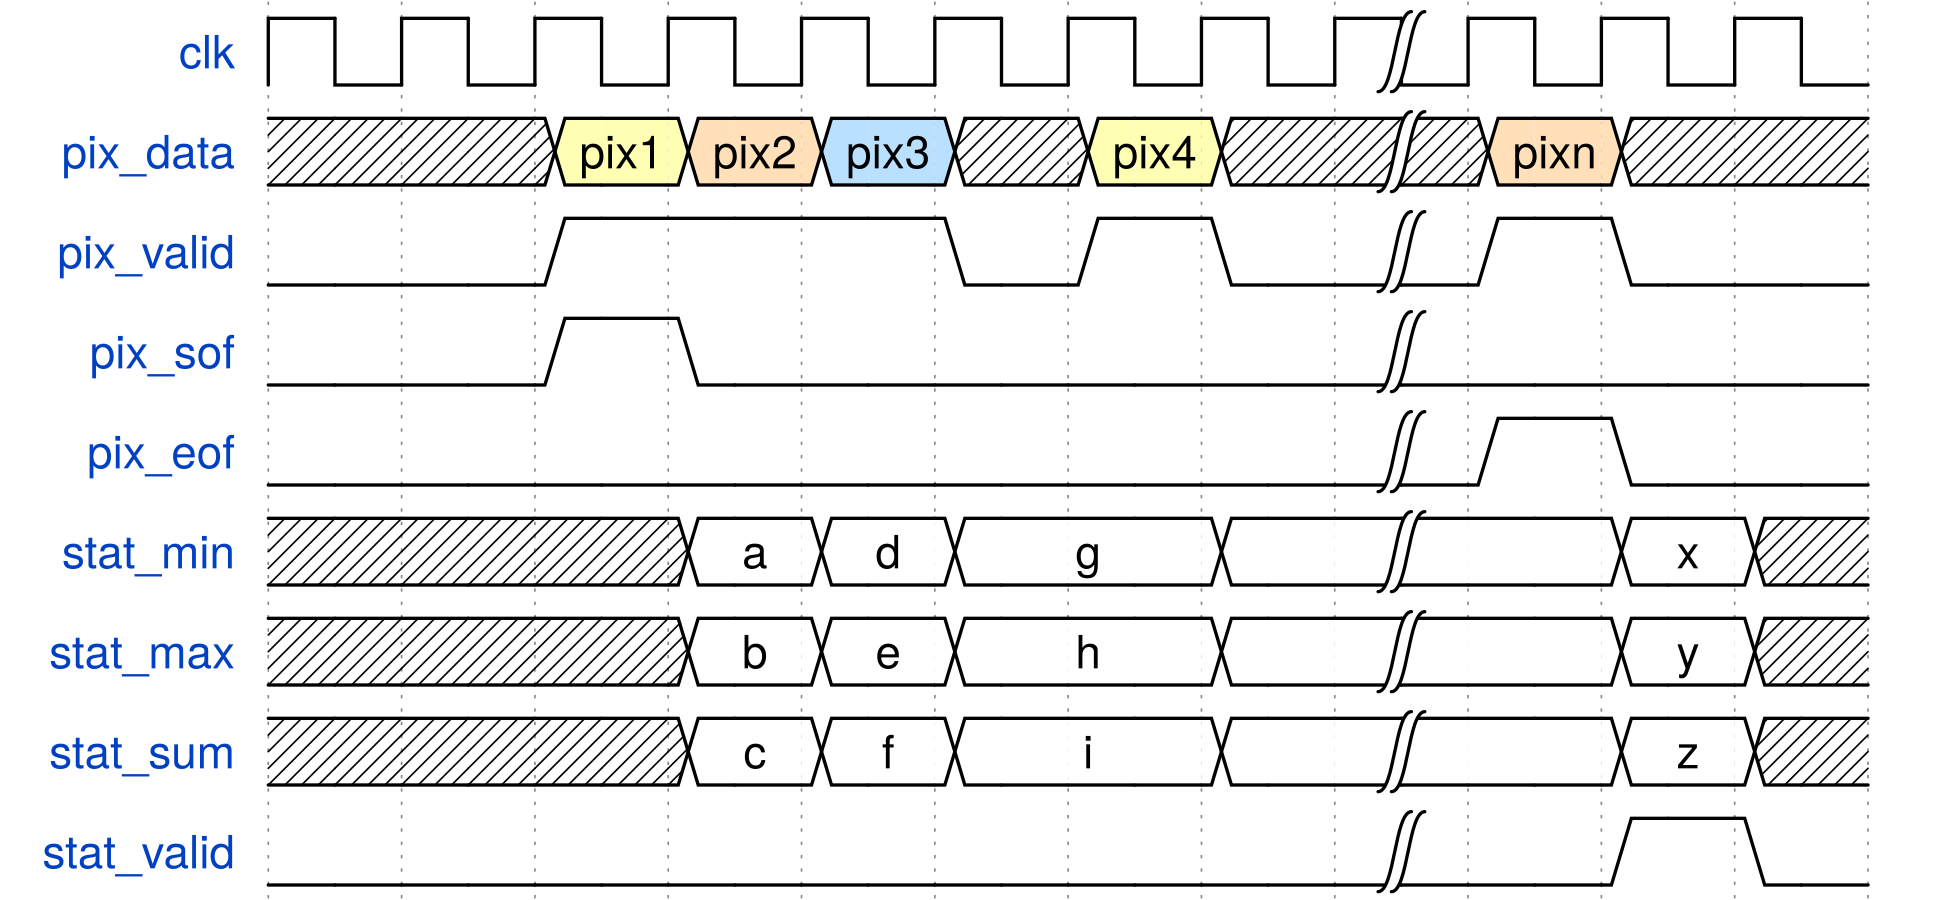 clk
pix_data pix1 pix2 pix3 pix4 pixn
pix_valid
pix_sof
pix_eof
stat_min a d g x
stat_max b e h y
stat_sum c f i z
stat_valid